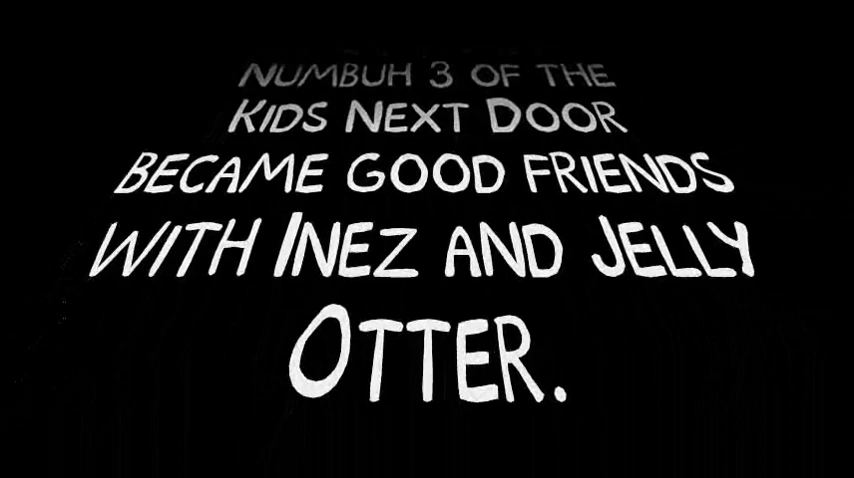 NUMBUH 3 OF THE
KIDS NEXT DOOR
BECAME GOOD FRIENDS
WITH INEZ AND JELLY
OTTER.